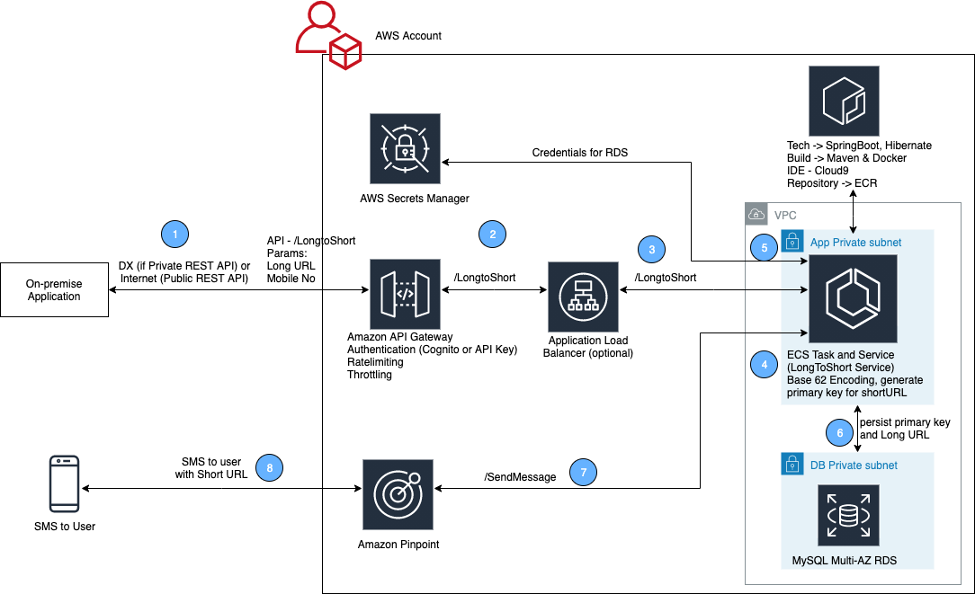 AWS Account
Tech -> SpringBoot, Hibernate
Build -> Maven & Docker
IDE - Cloud9
Repository -> ECR
Credentials for RDS
AWS Secrets Manager
VPC
1
2
3
5
App Private subnet
API - /LongtoShort
Params:
Long URL
Mobile No
DX (if Private REST API) or
Internet (Public REST API)
On-premise
Application
/LongtoShort
/LongtoShort
Amazon API Gateway
Authentication (Cognito or API Key)
Ratelimiting
Throttling
Application Load
Balancer (optional)
4
ECS Task and Service
(LongToShort Service)
Base 62 Encoding, generate
primary key for shortURL
6
persist primary key
and Long URL
SMS to user
with Short URL
8
/SendMessage
7
DB Private subnet
SMS to User
Amazon Pinpoint
MySQL Multi-AZ RDS